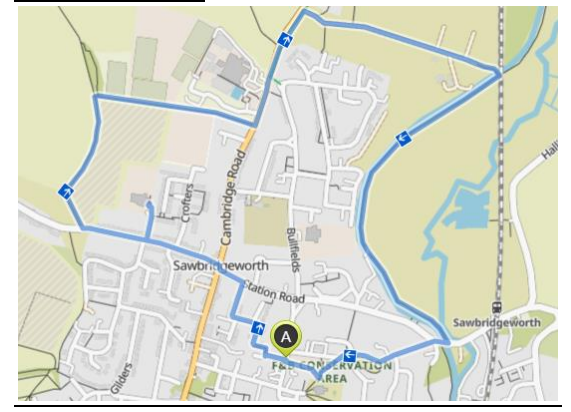 Cambridge Road
Crofters
Bullfields
Sawbridgeworth
Station Road
A
Sawbridgeworth
CONSERVATION
AREA
Gilders